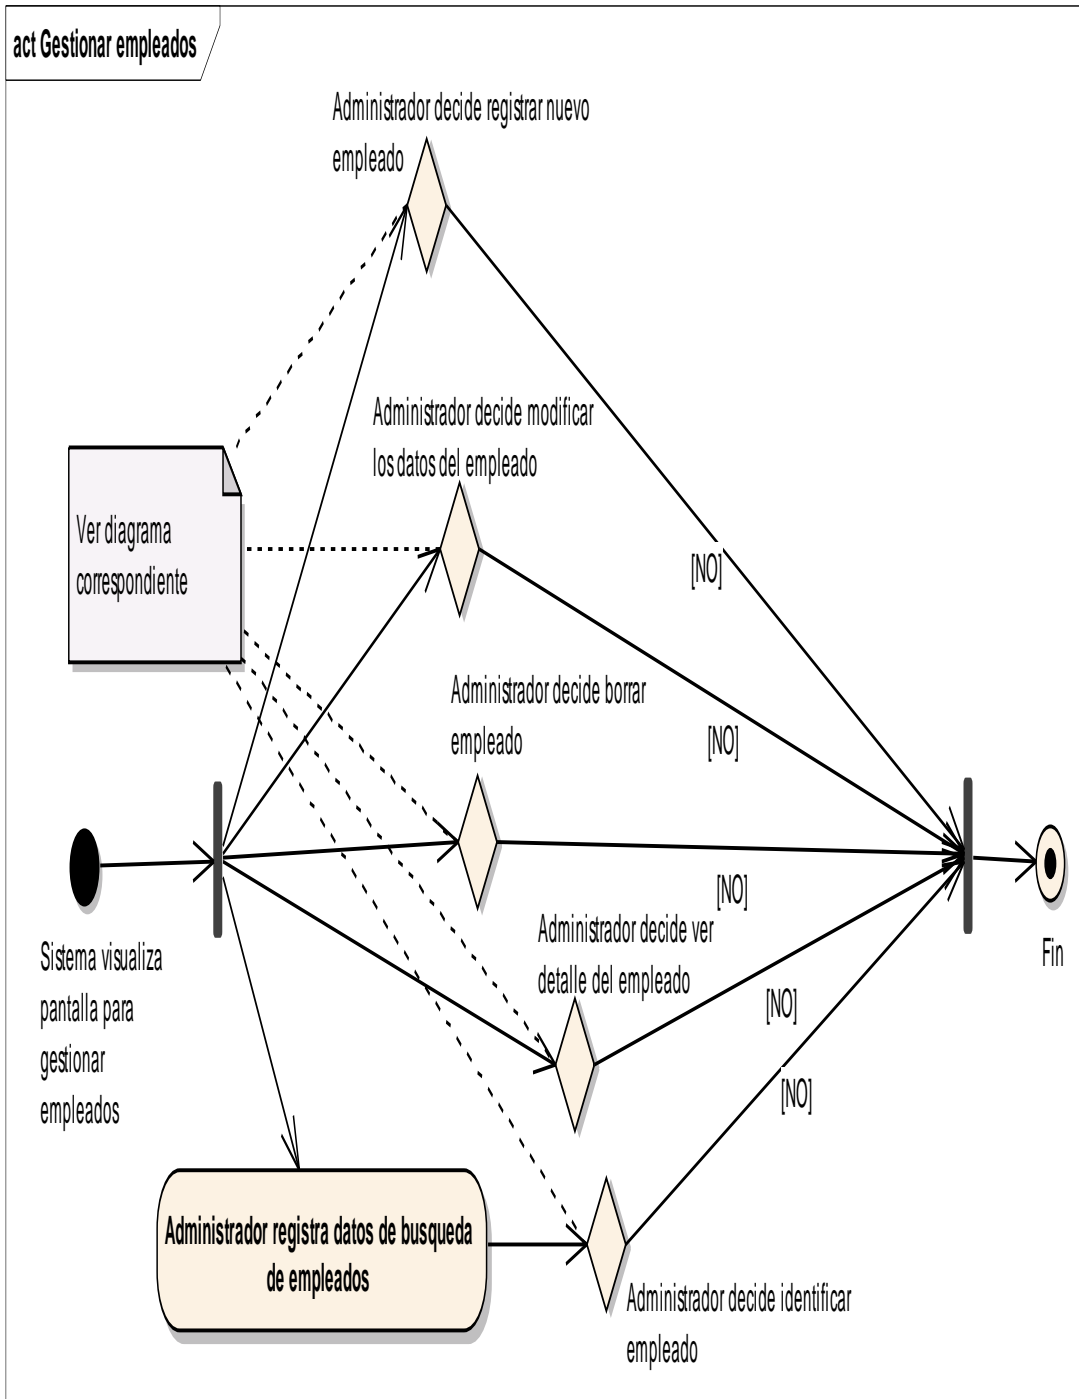 act Gestionar empleados
Administrador decide registrar nuevo
empleado
Administrador decide modificar
los datos del empleado
Ver diagrama
correspondiente
[NO]
Administrador decide borrar
empleado
[NO]
[NO]
Administrador decide ver
detalle del empleado
Sistema visualiza
pantalla para
gestionar
empleados
Fin
[NO]
[NO]
Administrador registra datos de busqueda
de empleados
Administrador decide identificar
empleado